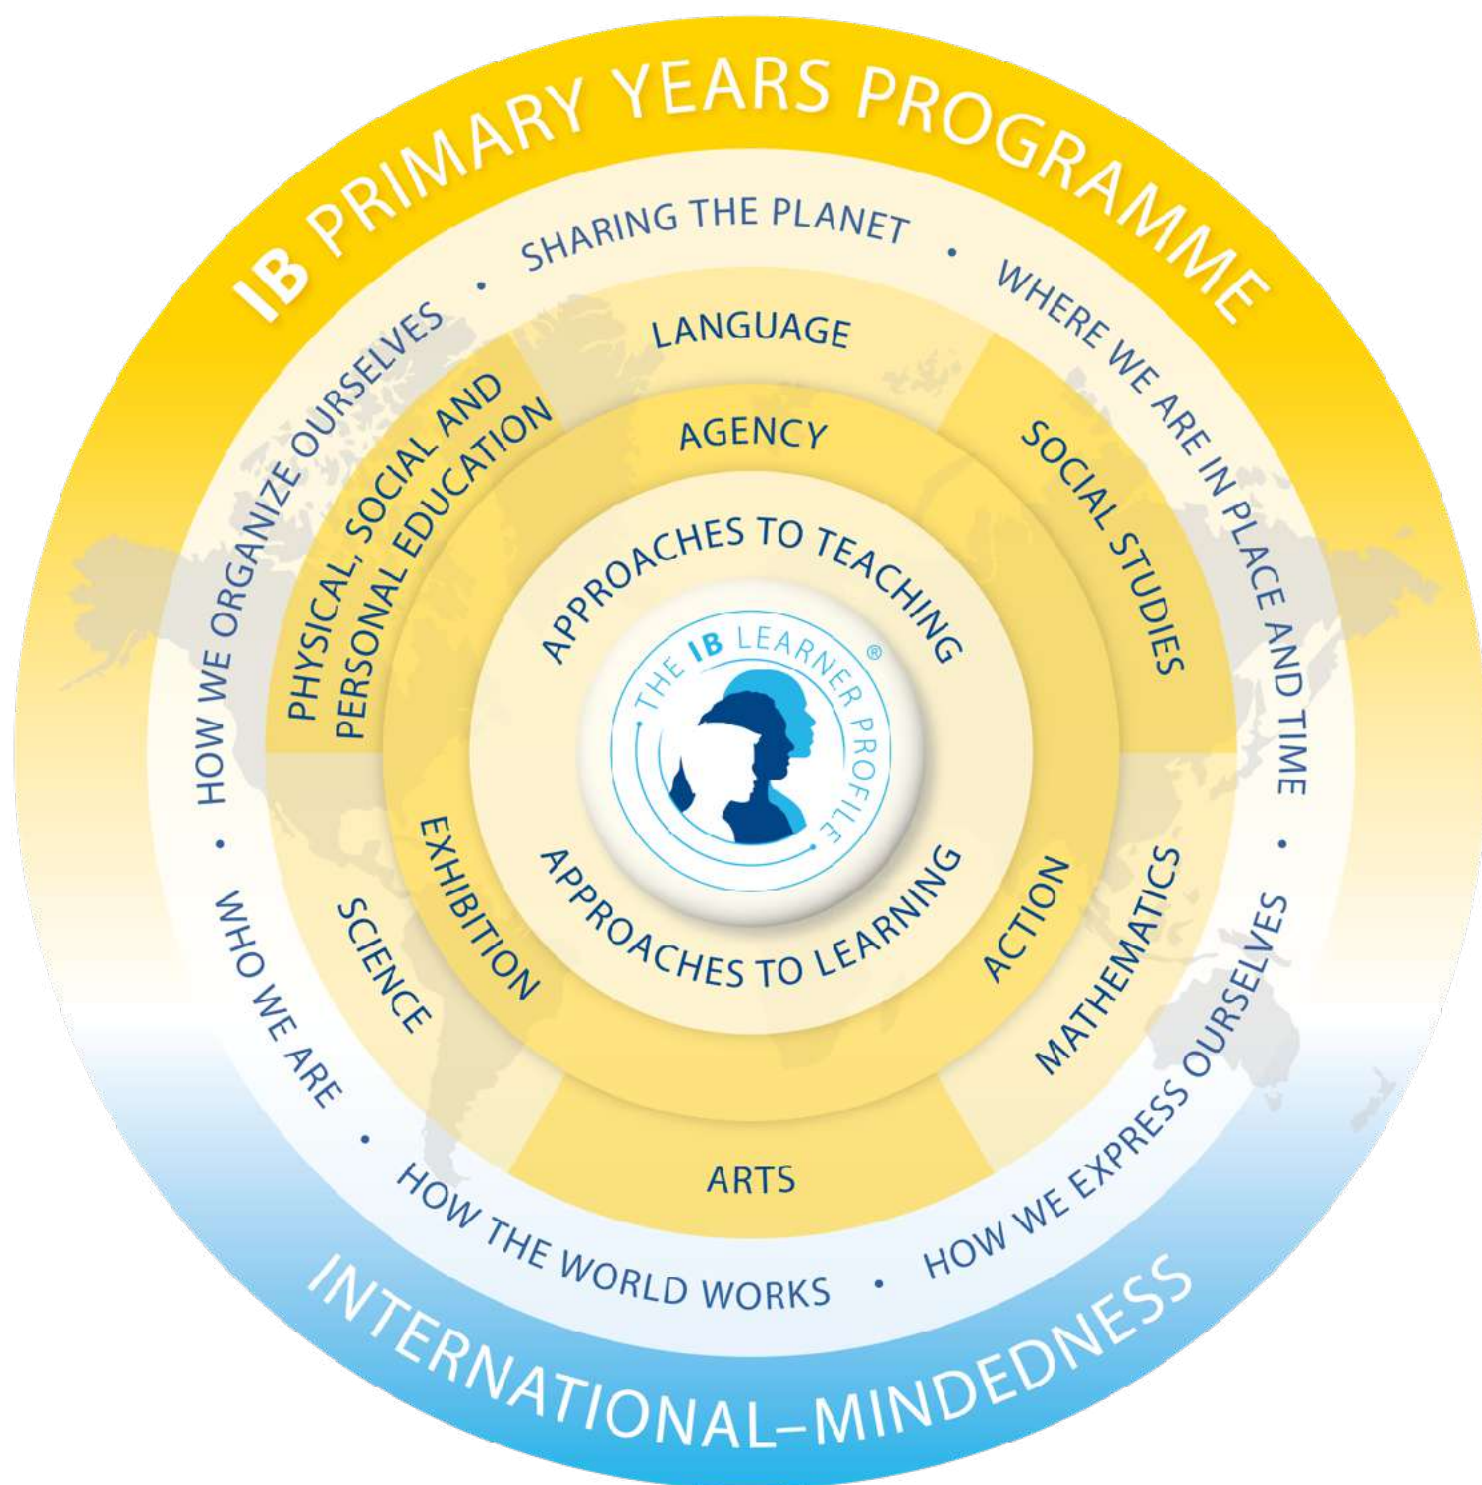 IB PRIMARY YEARS PROGRAMME
SHARING THE PLANET
•
WHERE WE ARE IN PLACE AND TIME
•
HOW WE EXPRESS OURSELVES
•
HOW THE WORLD WORKS
•
WHO WE ARE
•
HOW WE ORGANIZE OURSELVES
•
LANGUAGE
SOCIAL STUDIES
MATHEMATICS
ARTS
SCIENCE
PHYSICAL, SOCIAL AND
PERSONAL EDUCATION
AGENCY
ACTION
EXHIBITION
APPROACHES TO TEACHING
THE IB LEARNER PROFILE ®
APPROACHES TO LEARNING
INTERNATIONAL–MINDEDNESS